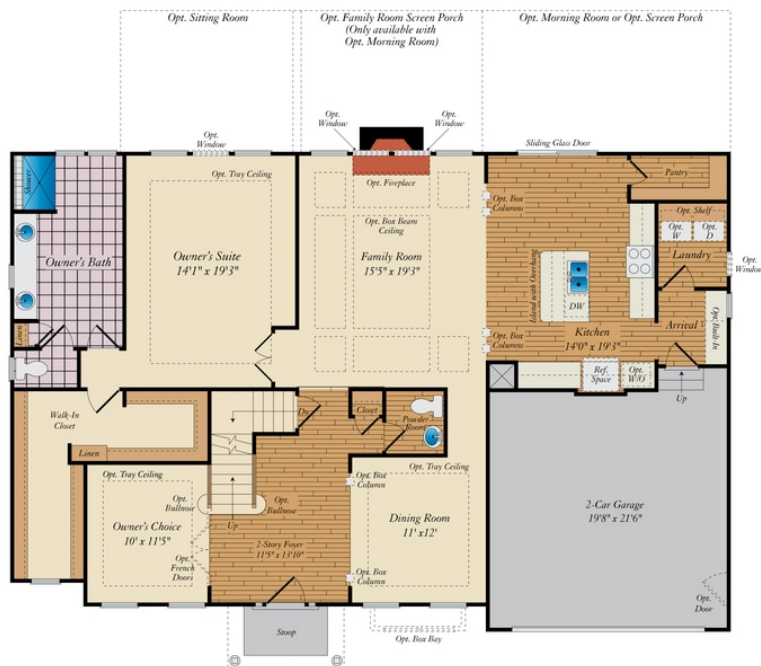 Opt. Sitting Room
Opt. Family Room Screen Porch
(Only available with
Opt. Morning Room)
Opt. Morning Room or Opt. Screen Porch
Opt.
Window
Opt.
Window
Opt.
Window
Sliding Glass Door
Shower
Opt. Tray Ceiling
Opt. Fireplace
Pantry
Opt. Box
Columns
Opt. Shelf
Opt.
W
Opt.
D
Opt. Box Beam
Ceiling
Owner's Bath
Owner's Suite
14'1" x 19'3"
Family Room
15'5" x 19'3"
Laundry
Opt.
Window
Island with Overhang
DW
Arrival
Opt. Built-In
Linen
Opt. Box
Columns
Kitchen
14'0" x 19'3"
Ref.
Space
Opt.
W/O
Up
Walk-In
Closet
Dn
Closet
Powder
Room
Linen
Opt. Tray Ceiling
Opt. Tray Ceiling
Opt. Box
Column
Opt.
Bullnose
Opt.
Bullnose
Up
Owner's Choice
10' x 11'5"
2-Story Foyer
11'5" x 13'10"
Dining Room
11' x12'
2-Car Garage
19'8" x 21'6"
Opt.
French
Doors
Opt. Box
Column
Opt.
Door
Stoop
Opt. Box Bay